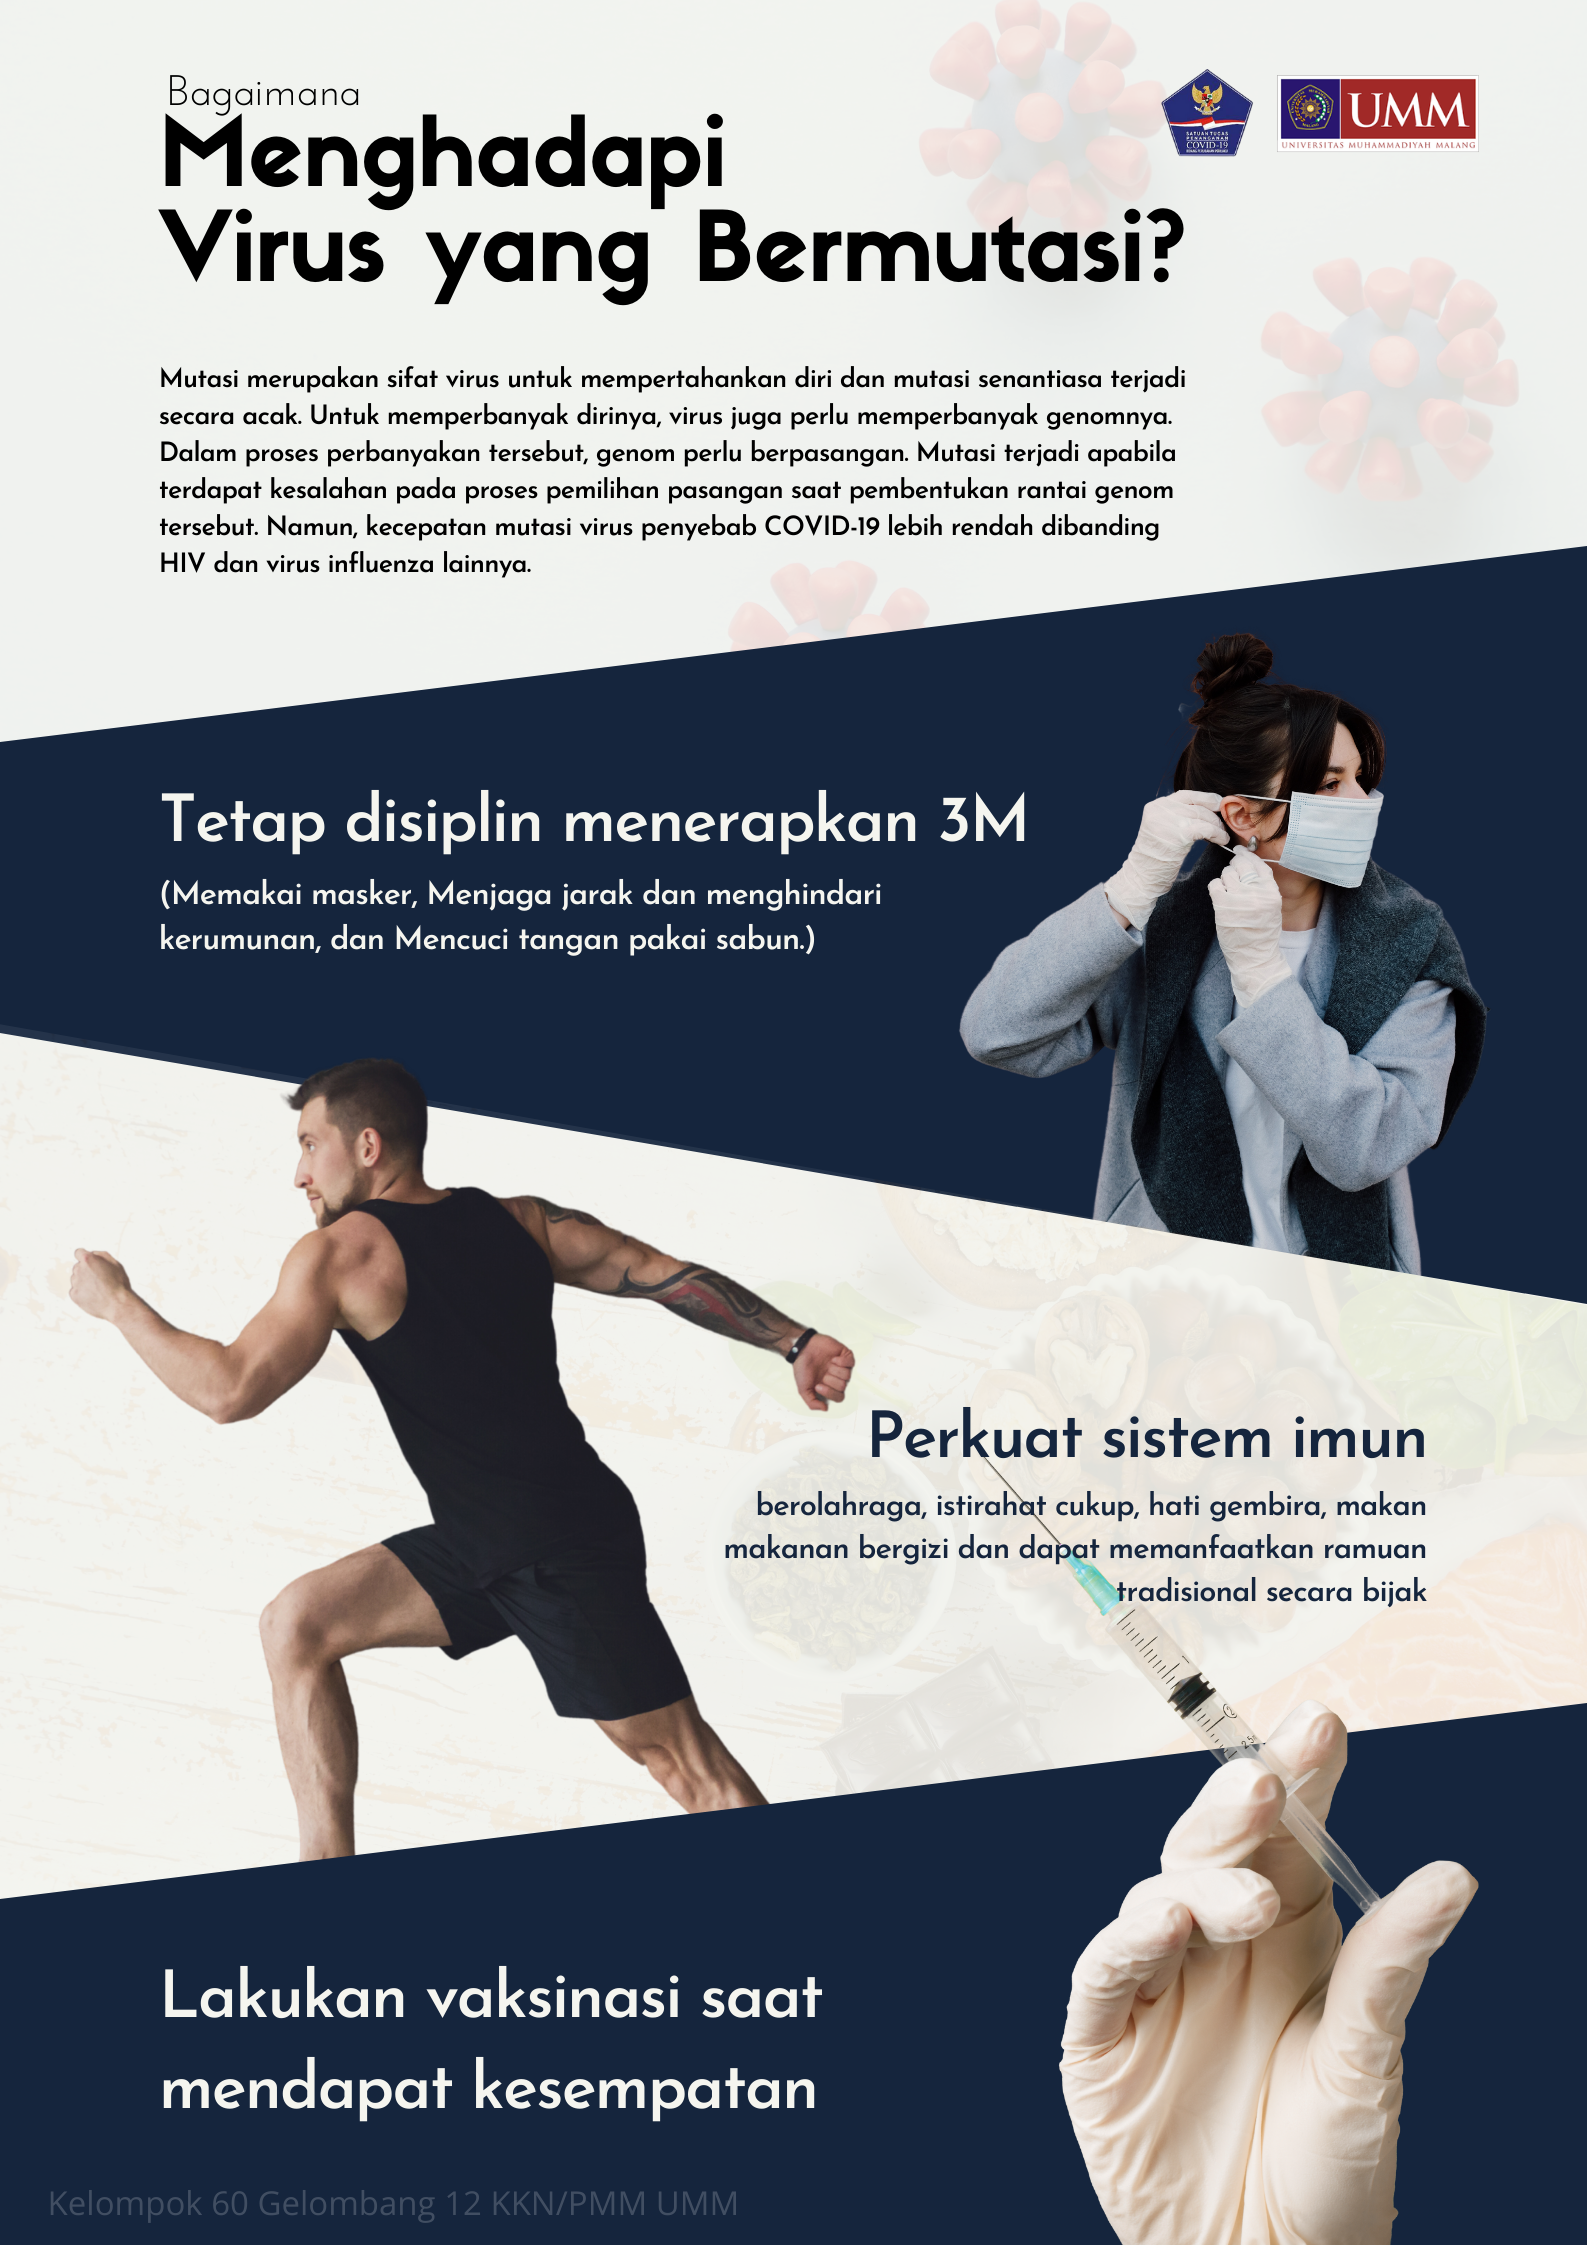 Bagaimana
Menghadapi
Virus yang Bermutasi?
SATUAN TUGAS
PENANGANAN
COVID-19
UMM
UNIVERSITAS MUHAMMADIYAH MALANG
Mutasi merupakan sifat virus untuk mempertahankan diri dan mutasi senantiasa terjadi
secara acak. Untuk memperbanyak dirinya, virus juga perlu memperbanyak genomnya.
Dalam proses perbanyakan tersebut, genom perlu berpasangan. Mutasi terjadi apabila
terdapat kesalahan pada proses pemilihan pasangan saat pembentukan rantai genom
tersebut. Namun, kecepatan mutasi virus penyebab COVID-19 lebih rendah dibanding
HIV dan virus influenza lainnya.
Tetap disiplin menerapkan 3M
(Memakai masker, Menjaga jarak dan menghindari
kerumunan, dan Mencuci tangan pakai sabun.)
Perkuat sistem imun
berolahraga, istirahat cukup, hati gembira, makan
makanan bergizi dan dapat memanfaatkan ramuan
tradisional secara bijak
Lakukan vaksinasi saat
mendapat kesempatan
Kelompok 60 Gelombang 12 KKN/PMM UMM